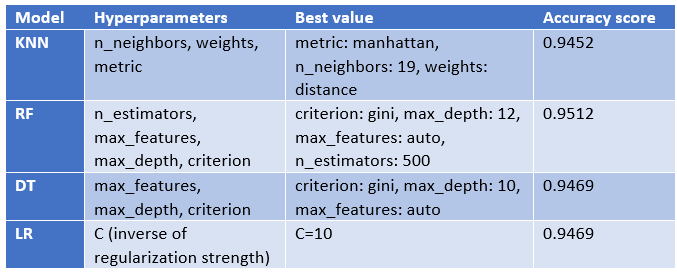 Model Hyperparameters Best value Accuracy score
KNN n_neighbors, weights, metric: manhattan, 0.9452
metric n_neighbors: 19, weights:
distance
RF n_estimators, criterion: gini, max_depth: 12, 0.9512
max_features, max_features: auto,
max_depth, criterion n_estimators: 500
DT max_features, criterion: gini, max_depth: 10, 0.9469
max_depth, criterion max_features: auto
LR C (inverse of C=10 0.9469
regularization strength)